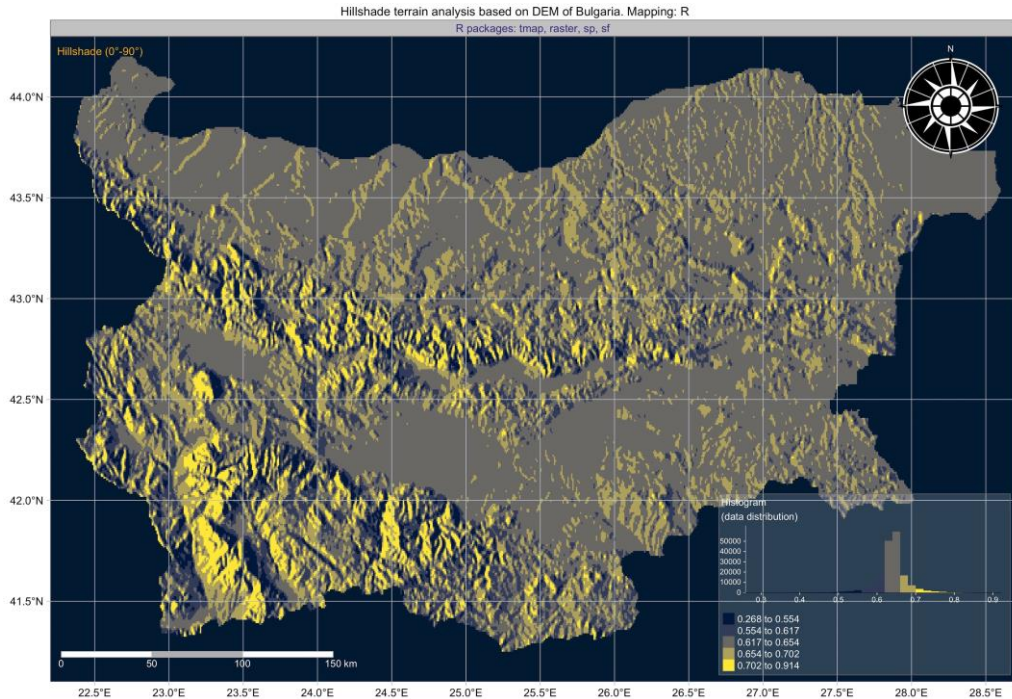 Hillshade terrain analysis based on DEM of Bulgaria. Mapping: R
R packages: tmap, raster, sp, sf
Hillshade (0°-90°)
N
44.0°N
43.5°N
43.0°N
42.5°N
42.0°N
41.5°N
Histogram
(data distribution)
50000
40000
30000
20000
10000
0
0.3 0.4 0.5 0.6 0.7 0.8 0.9
0.268 to 0.554
0.554 to 0.617
0.617 to 0.654
0.654 to 0.702
0.702 to 0.914
0 50 100 150 km
22.5°E 23.0°E 23.5°E 24.0°E 24.5°E 25.0°E 25.5°E 26.0°E 26.5°E 27.0°E 27.5°E 28.0°E 28.5°E